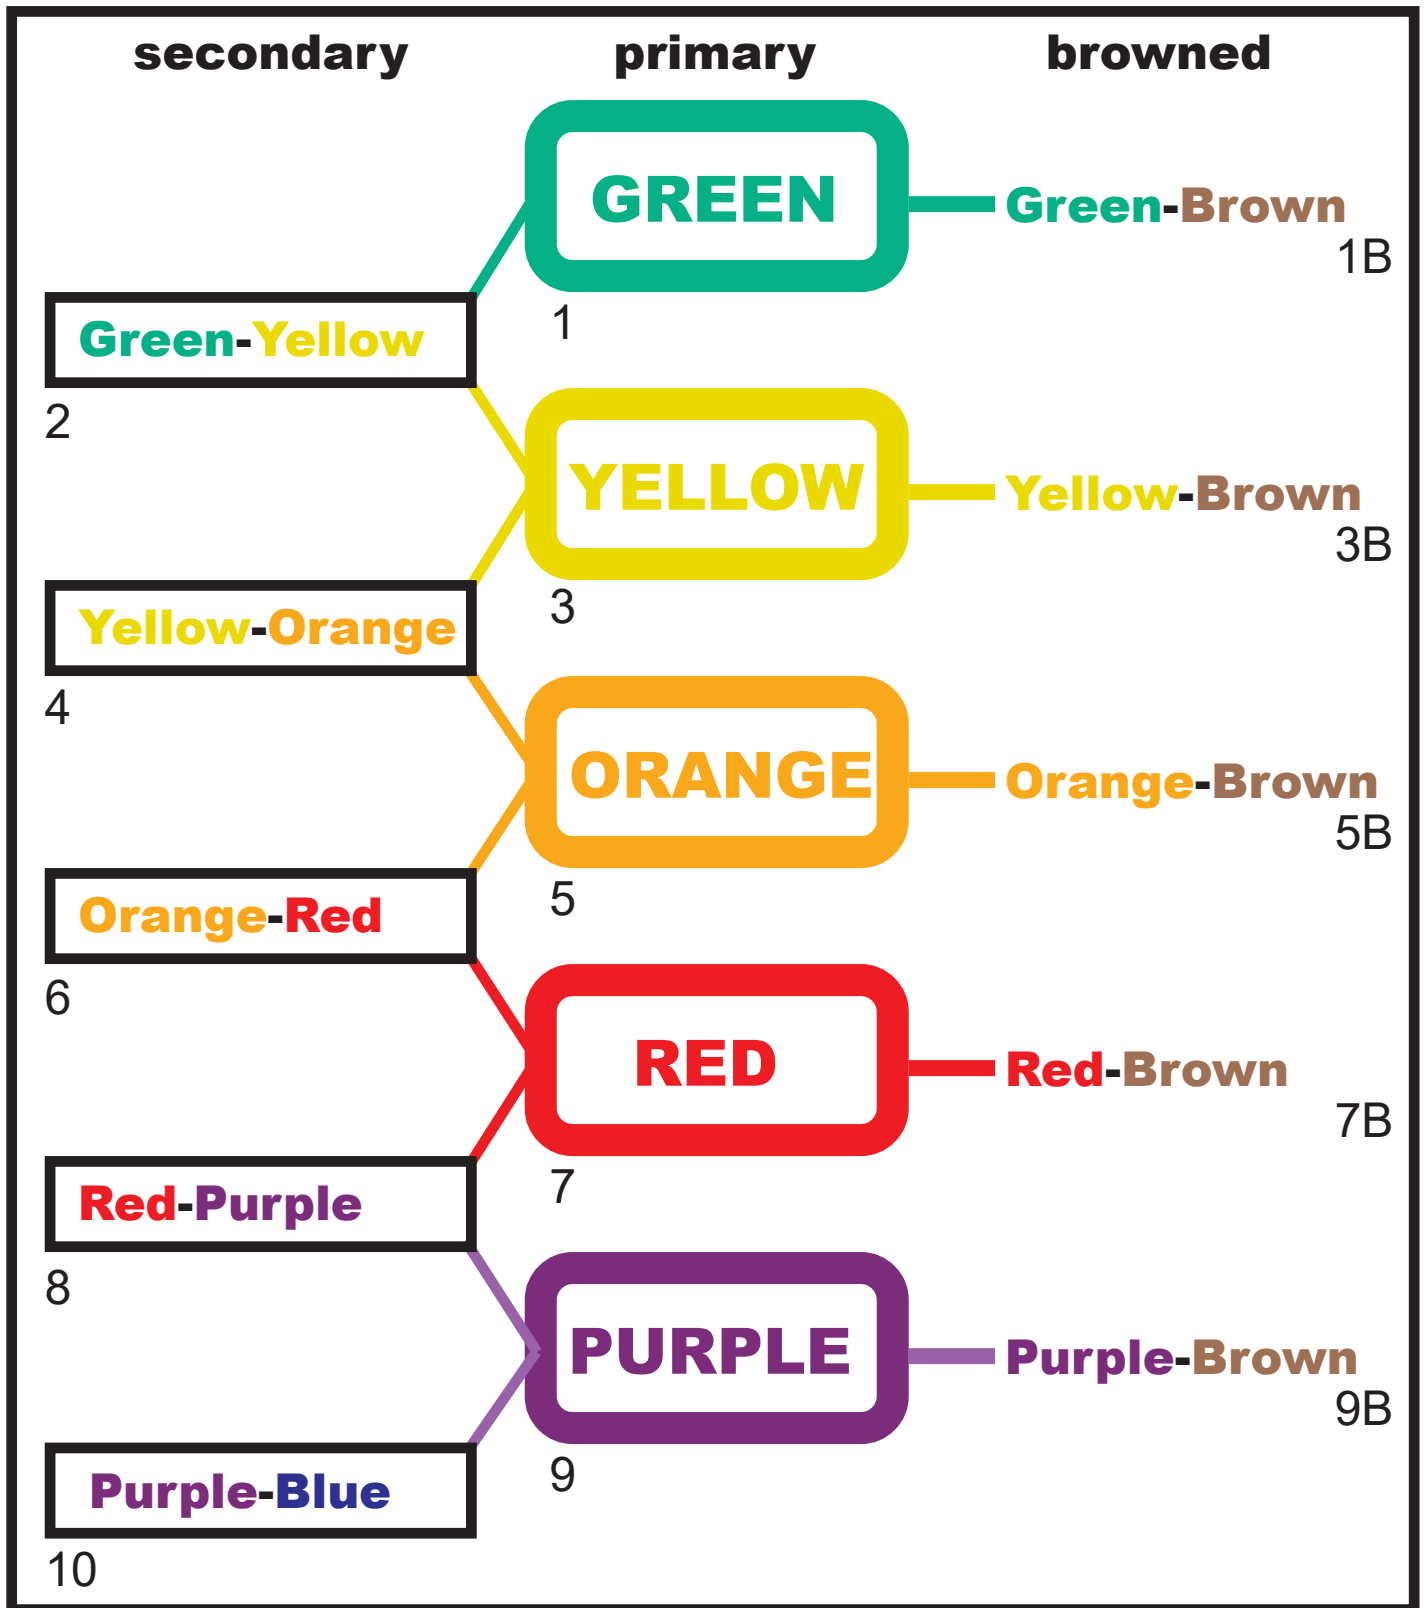 secondary primary browned
GREEN
Green-Brown
1B
1
Green-Yellow
2
YELLOW
Yellow-Brown
3B
3
Yellow-Orange
4
ORANGE
Orange-Brown
5B
5
Orange-Red
6
RED
Red-Brown
7B
7
Red-Purple
8
PURPLE
Purple-Brown
9B
9
Purple-Blue
10